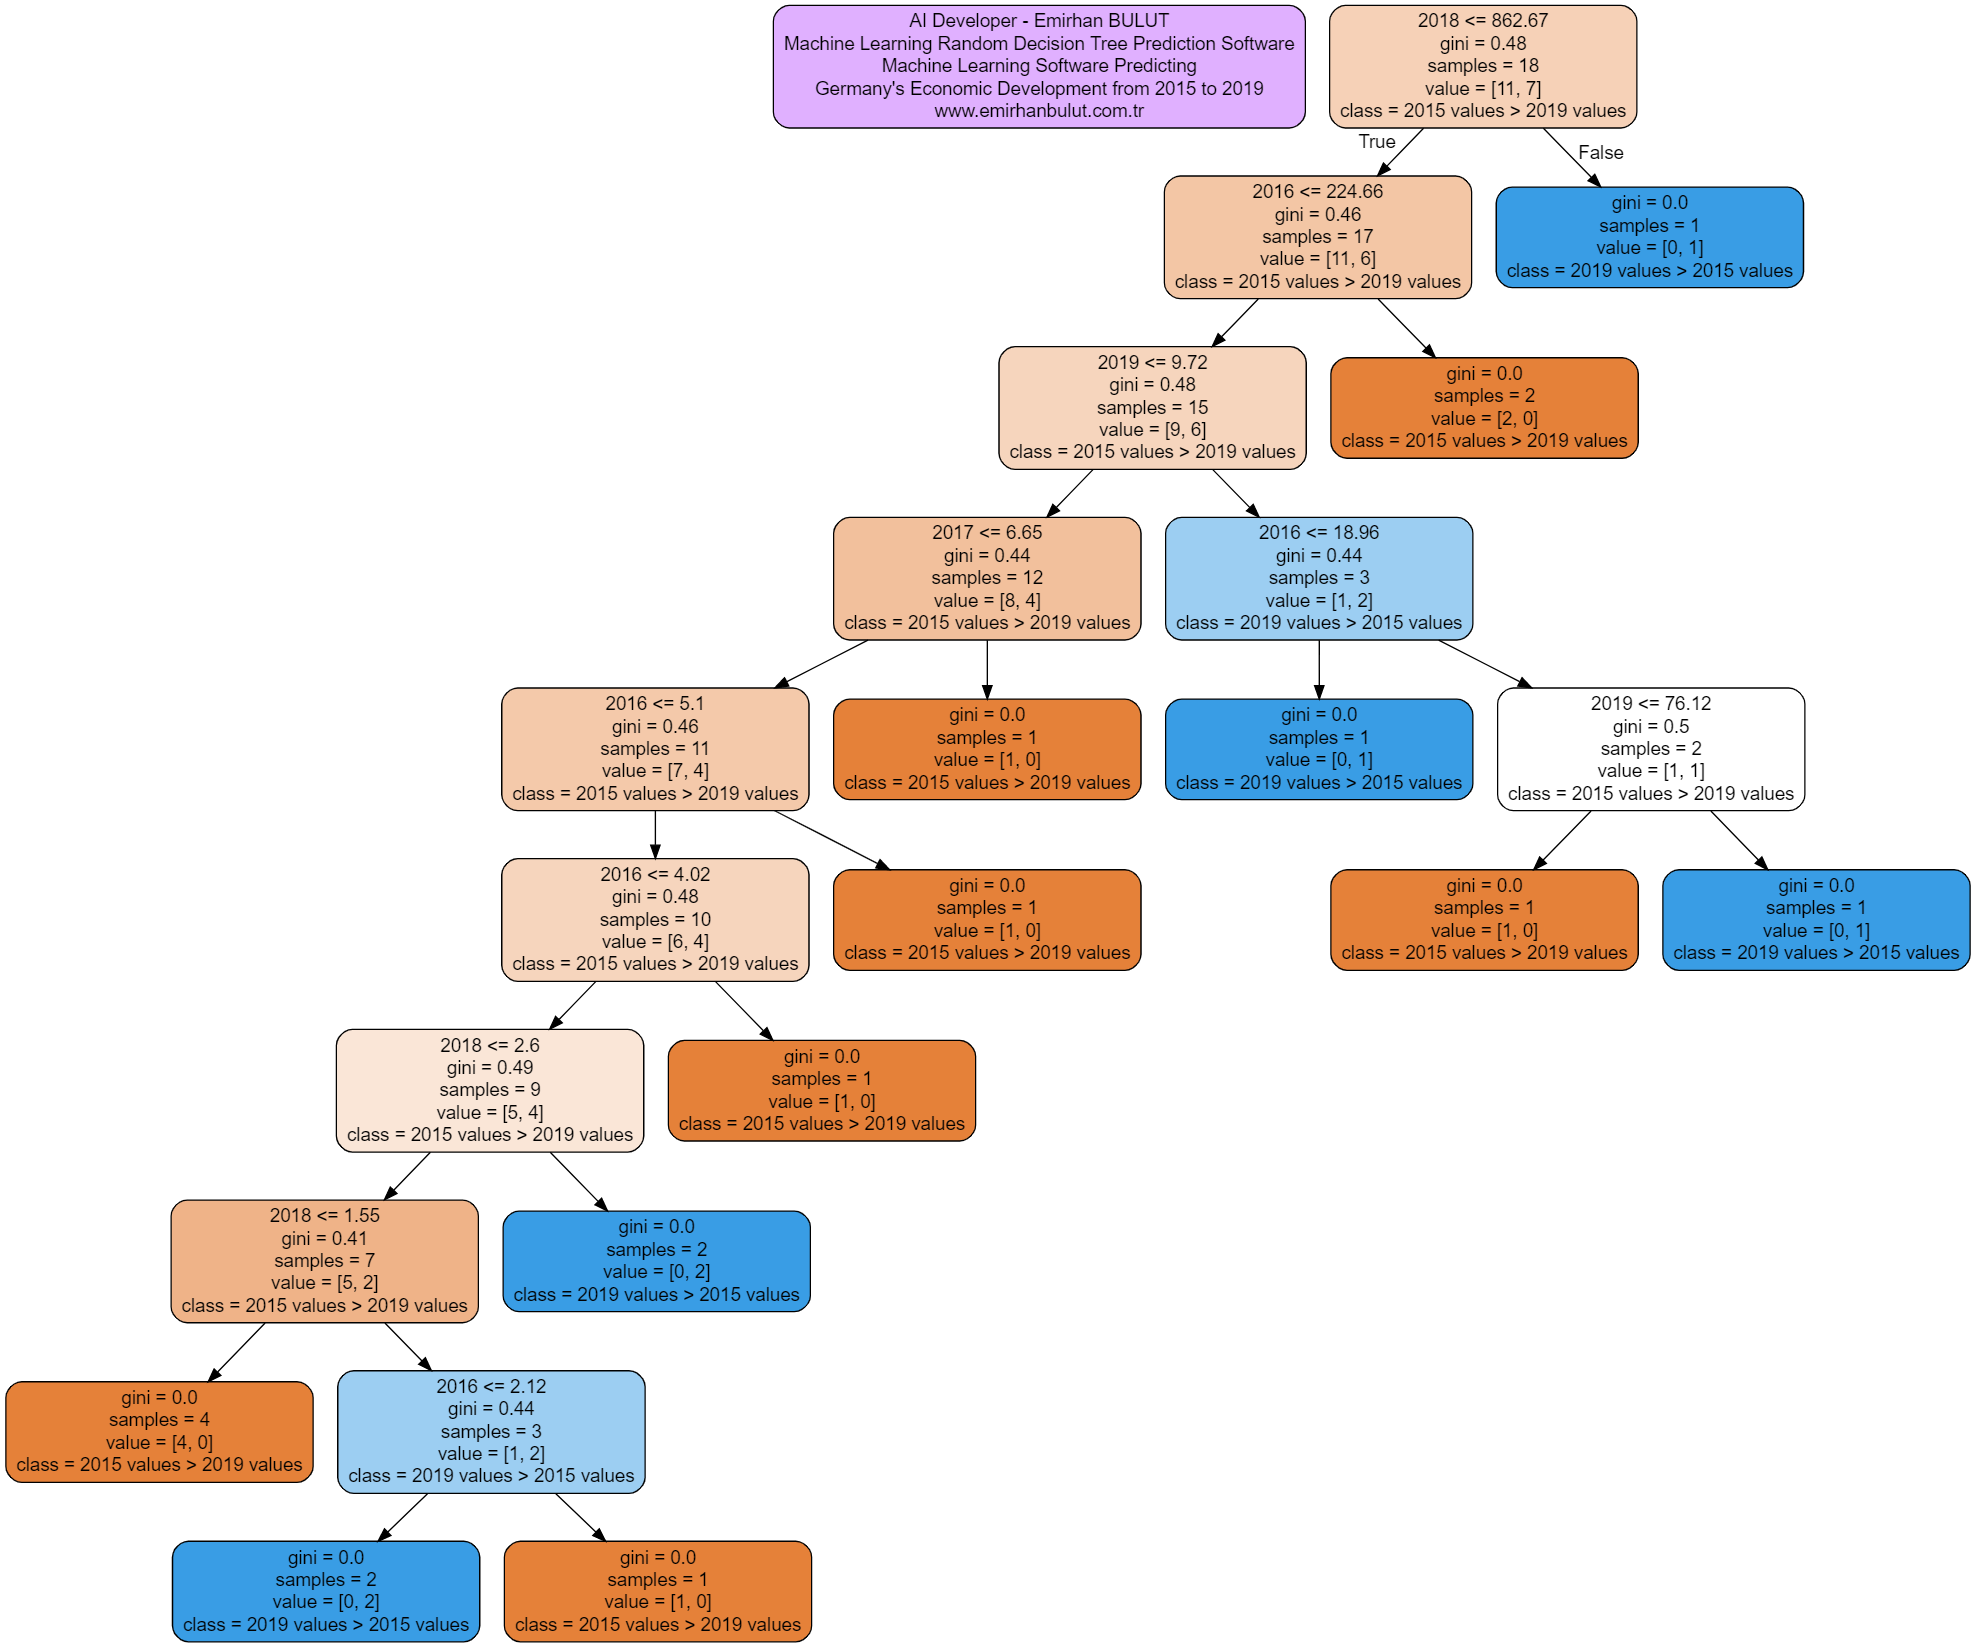 AI Developer - Emirhan BULUT
Machine Learning Random Decision Tree Prediction Software
Machine Learning Software Predicting
Germany's Economic Development from 2015 to 2019
www.emirhanbulut.com.tr
2018 <= 862.67
gini = 0.48
samples = 18
value = [11, 7]
class = 2015 values > 2019 values
True
False
2016 <= 224.66
gini = 0.46
samples = 17
value = [11, 6]
class = 2015 values > 2019 values
gini = 0.0
samples = 1
value = [0, 1]
class = 2019 values > 2015 values
2019 <= 9.72
gini = 0.48
samples = 15
value = [9, 6]
class = 2015 values > 2019 values
gini = 0.0
samples = 2
value = [2, 0]
class = 2015 values > 2019 values
2017 <= 6.65
gini = 0.44
samples = 12
value = [8, 4]
class = 2015 values > 2019 values
2016 <= 18.96
gini = 0.44
samples = 3
value = [1, 2]
class = 2019 values > 2015 values
2016 <= 5.1
gini = 0.46
samples = 11
value = [7, 4]
class = 2015 values > 2019 values
gini = 0.0
samples = 1
value = [1, 0]
class = 2015 values > 2019 values
gini = 0.0
samples = 1
value = [0, 1]
class = 2019 values > 2015 values
2019 <= 76.12
gini = 0.5
samples = 2
value = [1, 1]
class = 2015 values > 2019 values
2016 <= 4.02
gini = 0.48
samples = 10
value = [6, 4]
class = 2015 values > 2019 values
gini = 0.0
samples = 1
value = [1, 0]
class = 2015 values > 2019 values
gini = 0.0
samples = 1
value = [1, 0]
class = 2015 values > 2019 values
gini = 0.0
samples = 1
value = [0, 1]
class = 2019 values > 2015 values
2018 <= 2.6
gini = 0.49
samples = 9
value = [5, 4]
class = 2015 values > 2019 values
gini = 0.0
samples = 1
value = [1, 0]
class = 2015 values > 2019 values
2018 <= 1.55
gini = 0.41
samples = 7
value = [5, 2]
class = 2015 values > 2019 values
gini = 0.0
samples = 2
value = [0, 2]
class = 2019 values > 2015 values
gini = 0.0
samples = 4
value = [4, 0]
class = 2015 values > 2019 values
2016 <= 2.12
gini = 0.44
samples = 3
value = [1, 2]
class = 2019 values > 2015 values
gini = 0.0
samples = 2
value = [0, 2]
class = 2019 values > 2015 values
gini = 0.0
samples = 1
value = [1, 0]
class = 2015 values > 2019 values